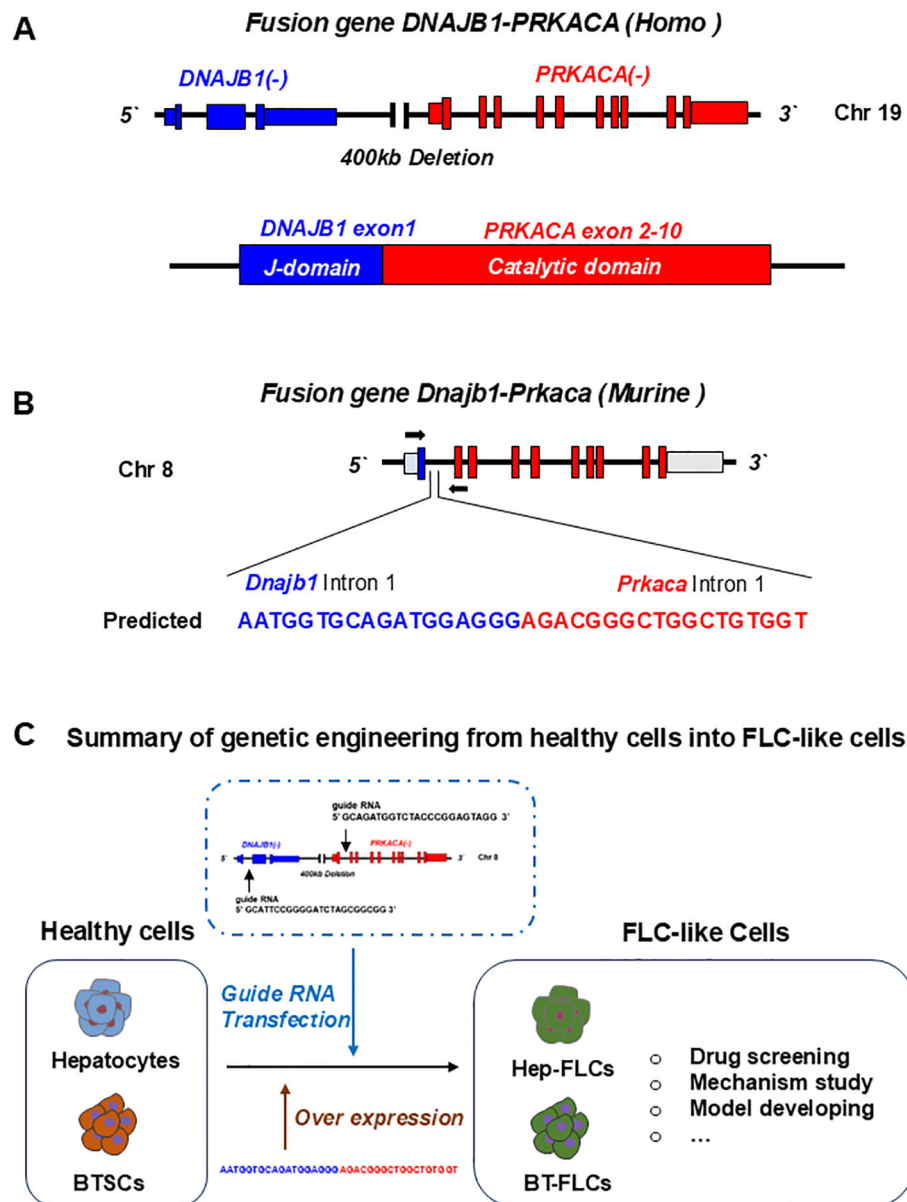 A
Fusion gene DNAJB1-PRKACA (Homo )
DNAJB1(-)
PRKACA(-)
5` 3` Chr 19
400kb Deletion
DNAJB1 exon1 PRKACA exon 2-10
J-domain Catalytic domain
B
Fusion gene Dnajb1-Prkaca (Murine )
Chr 8 5` 3`
Dnajb1 Intron 1 Prkaca Intron 1
Predicted AATGGTGCAGATGGAGGGAGACGGGCTGGCTGTGGT
C Summary of genetic engineering from healthy cells into FLC-like cells
guide RNA
5' GCAGATGGTCTACCCGGAGTAGG 3'
DNAJB1(-) PRKACA(-)
5` 3` Chr 8
400kb Deletion
guide RNA
5' GCATTCCGGGGATCTAGCGGCGG 3'
Healthy cells
FLC-like Cells
Guide RNA
Transfection
Hepatocytes
Hep-FLCs
Over expression
BTSCs
BT-FLCs
AATGGTGCAGATGGAGGGAGACGGGCTGGCTGTGGT
○ Drug screening
○ Mechanism study
○ Model developing
○ ...